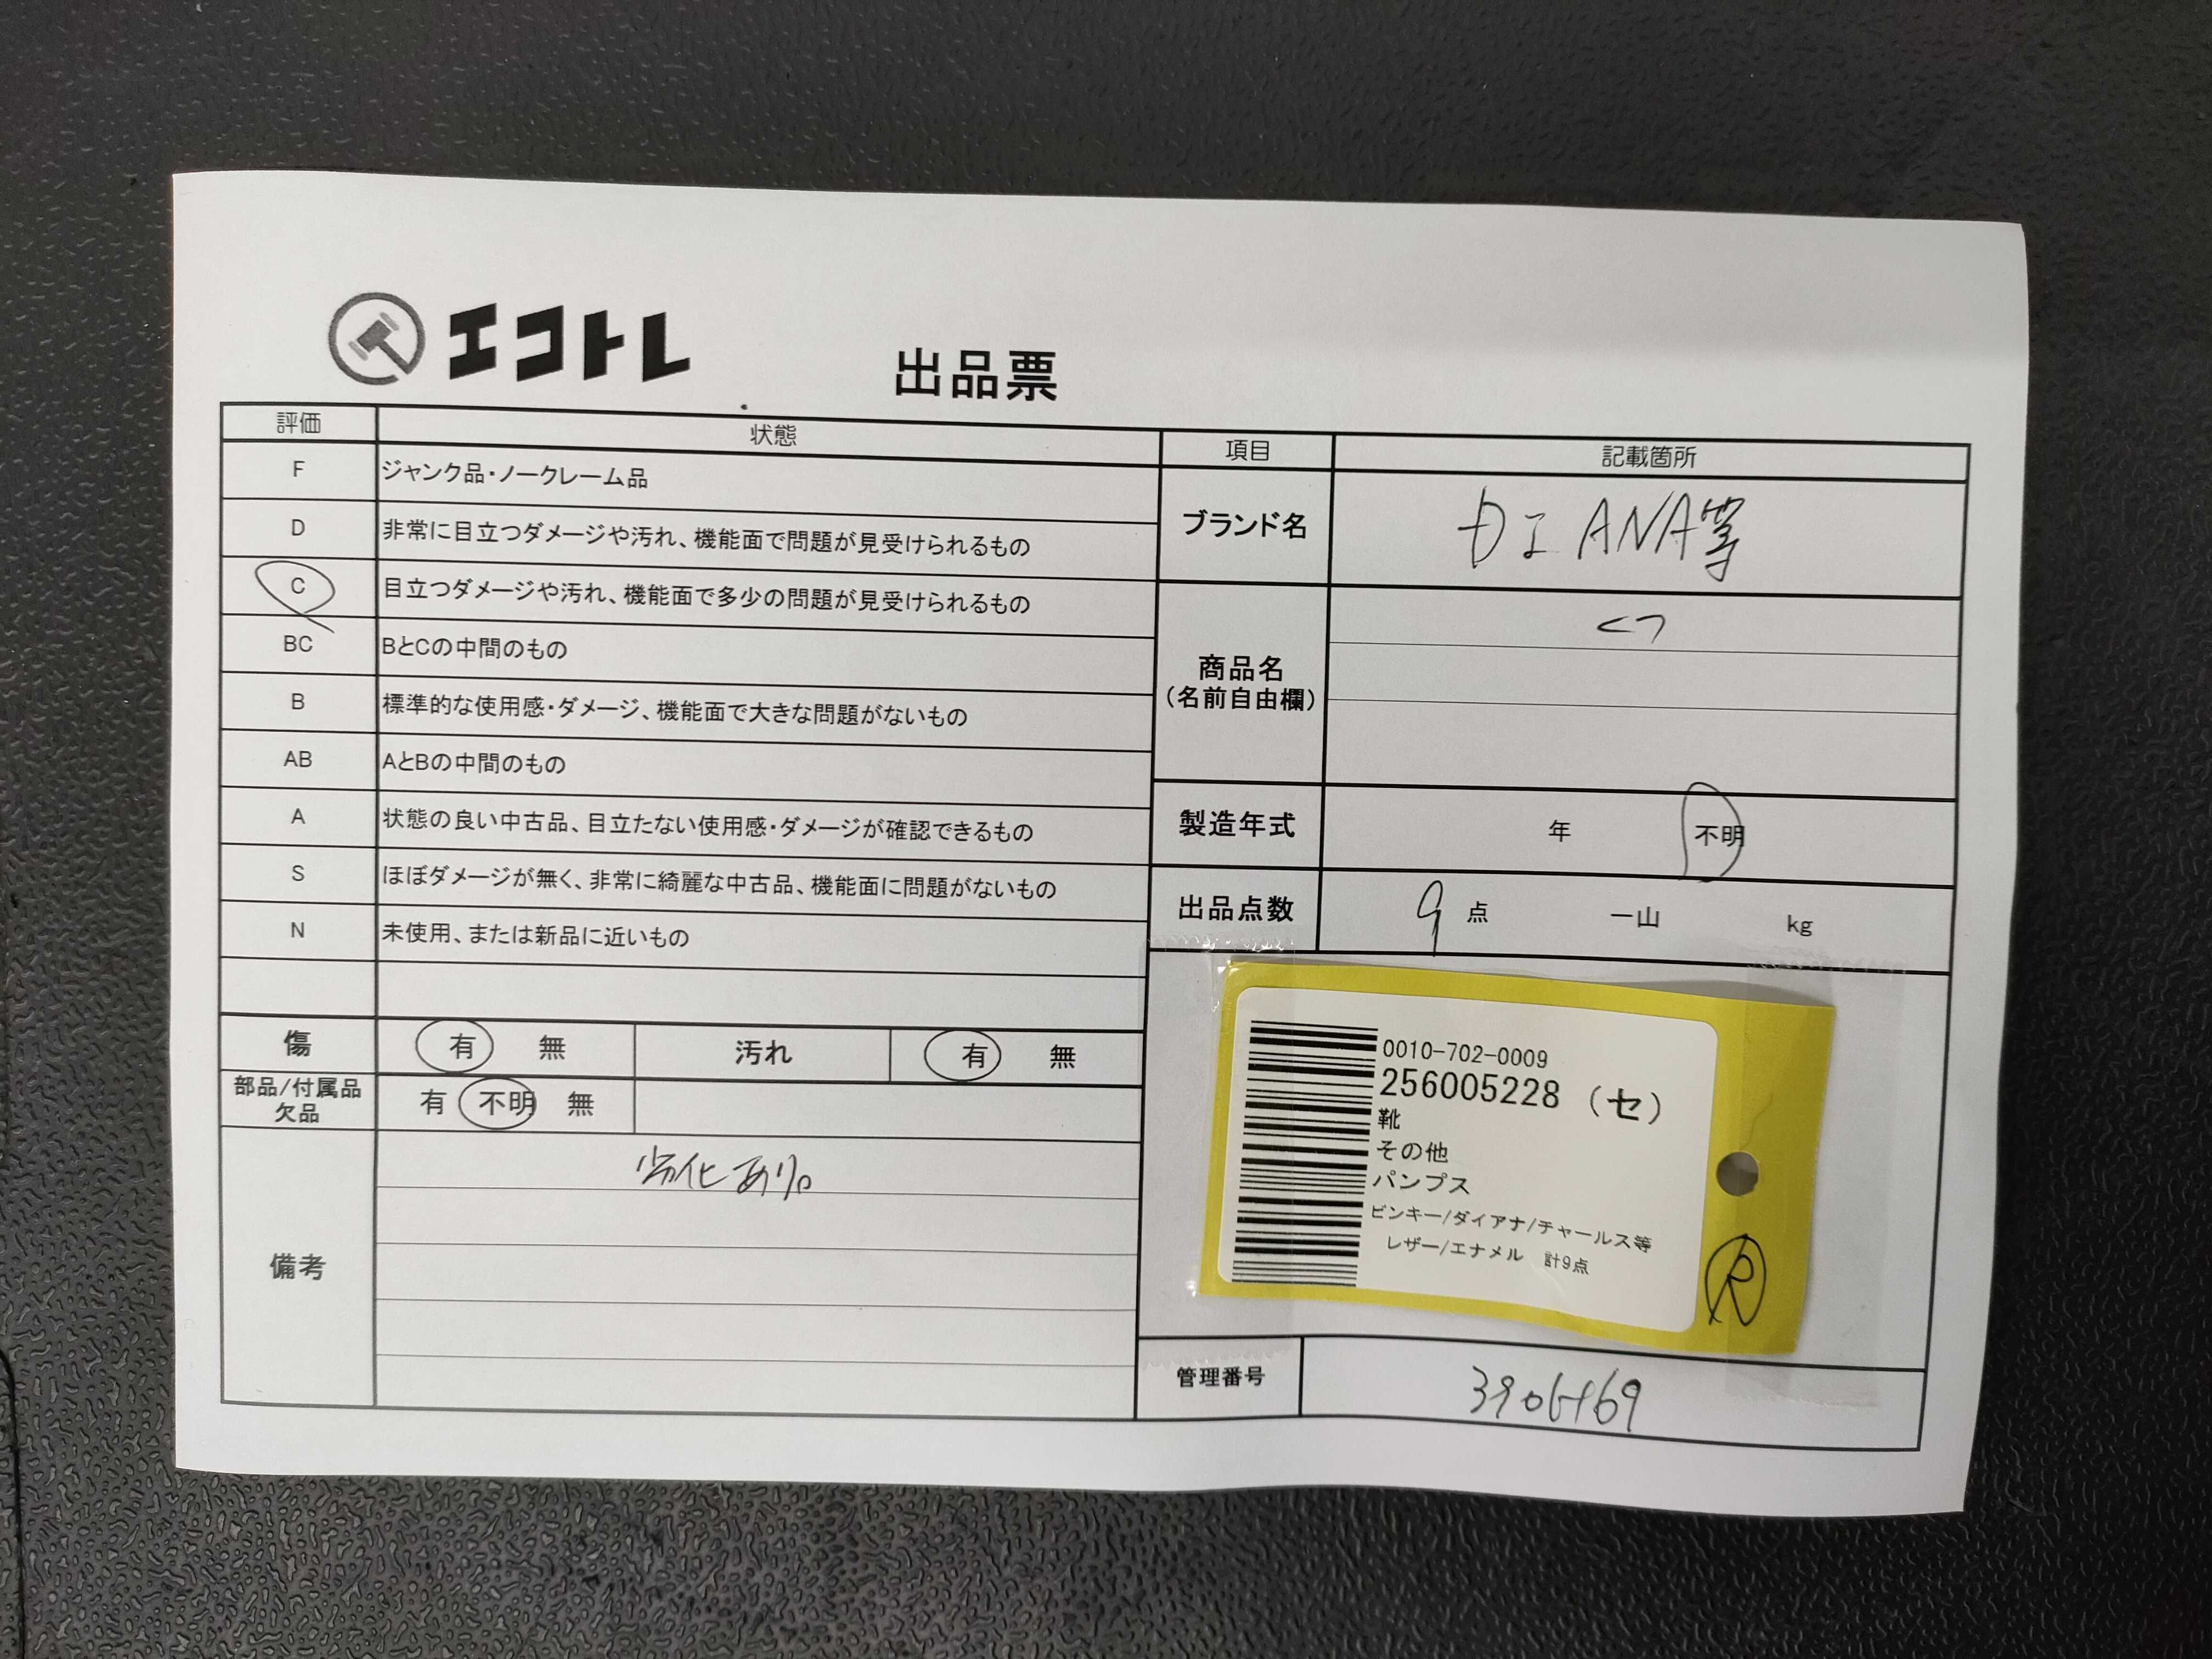 エコトレ
出品票
評価 状態
F ジャンク品・ノークレーム品
D 非常に目立つダメージや汚れ、機能面で問題が見受けられるもの
C 目立つダメージや汚れ、機能面で多少の問題が見受けられるもの
BC BとCの中間のもの
B 標準的な使用感・ダメージ、機能面で大きな問題がないもの
AB AとBの中間のもの
A 状態の良い中古品、目立たない使用感・ダメージが確認できるもの
S ほぼダメージが無く、非常に綺麗な中古品、機能面に問題がないもの
N 未使用、または新品に近いもの
傷 有 無 汚れ 有 無
部品/付属品
欠品 有 不明 無
備考 劣化あり。
項目 記載箇所
ブランド名 DIANA等
商品名
(名前自由欄)
くつ
製造年式 年 不明
出品点数 9 点 一山 kg
0010-702-0009
256005228 (セ)
靴
その他
パンプス
ピンキー/ダイアナ/チャールス等
レザー/エナメル 計9点
R
管理番号